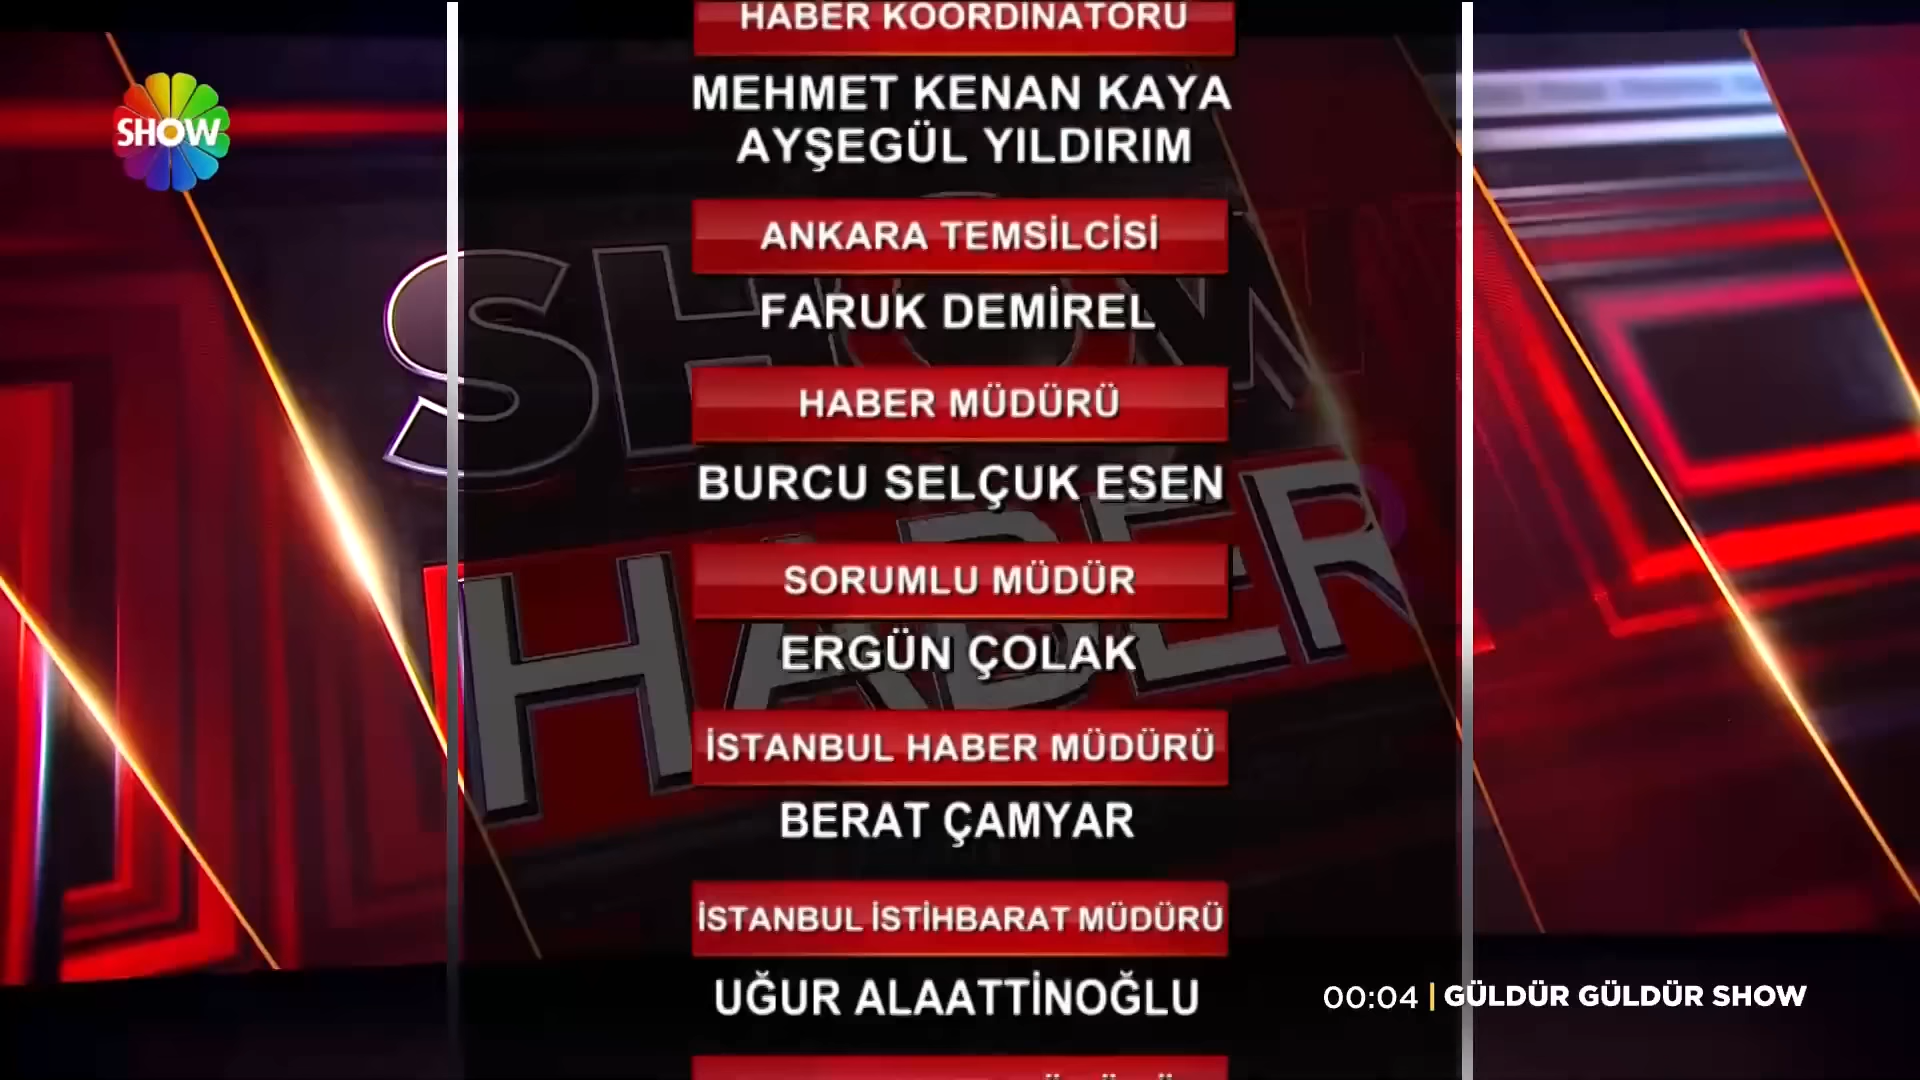 HABER KOORDİNATÖRÜ
SHOW
MEHMET KENAN KAYA
AYŞEGÜL YILDIRIM
ANKARA TEMSİLCİSİ
FARUK DEMİREL
HABER MÜDÜRÜ
BURCU SELÇUK ESEN
SORUMLU MÜDÜR
ERGÜN ÇOLAK
İSTANBUL HABER MÜDÜRÜ
BERAT ÇAMYAR
İSTANBUL İSTİHBARAT MÜDÜRÜ
UĞUR ALAATTİNOĞLU
SHOW
HABER
00:04 | GÜLDÜR GÜLDÜR SHOW